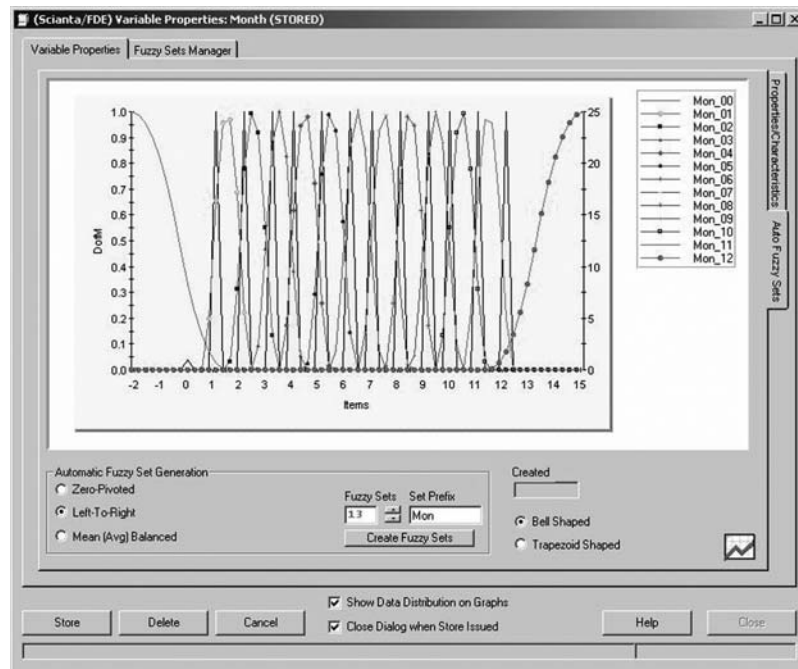 (Scianta/FDE) Variable Properties: Month (STORED)
Variable Properties
Fuzzy Sets Manager
Properties/Characteristics
Auto Fuzzy Sets
1.0
0.9
0.8
0.7
0.6
0.5
0.4
0.3
0.2
0.1
0.0
DofM
25
20
15
10
5
0
-2 -1 0 1 2 3 4 5 6 7 8 9 10 11 12 13 14 15
Items
Mon_00
Mon_01
Mon_02
Mon_03
Mon_04
Mon_05
Mon_06
Mon_07
Mon_08
Mon_09
Mon_10
Mon_11
Mon_12
Automatic Fuzzy Set Generation
Zero-Pivoted
Left-To-Right
Mean (Avg) Balanced
Fuzzy Sets
Set Prefix
13
Mon
Create Fuzzy Sets
Created
Bell Shaped
Trapezoid Shaped
Store
Delete
Cancel
Show Data Distribution on Graphs
Close Dialog when Store Issued
Help
Close